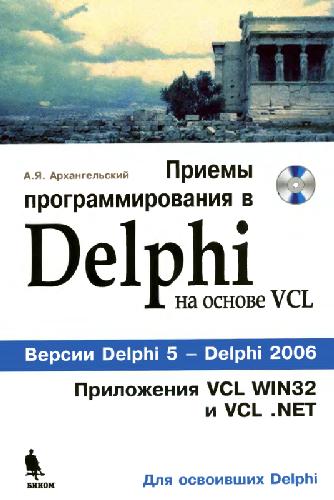 А.Я. Архангельский
Приемы
программирования в
Delphi
на основе VCL
Версии Delphi 5 – Delphi 2006
Приложения VCL WIN32
и VCL .NET
БИНОМ
Для освоивших Delphi